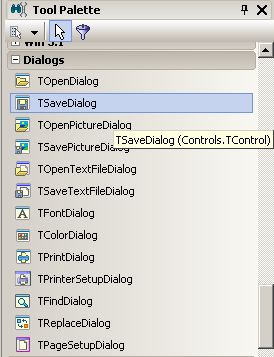 Tool Palette
Win 3.1
Dialogs
TOpenDialog
TSaveDialog
TOpenPictureDialog
TSavePictureDialog
TSaveDialog (Controls.TControl)
TOpenTextFileDialog
TSaveTextFileDialog
TFontDialog
TColorDialog
TPrintDialog
TPrinterSetupDialog
TFindDialog
TReplaceDialog
TPageSetupDialog